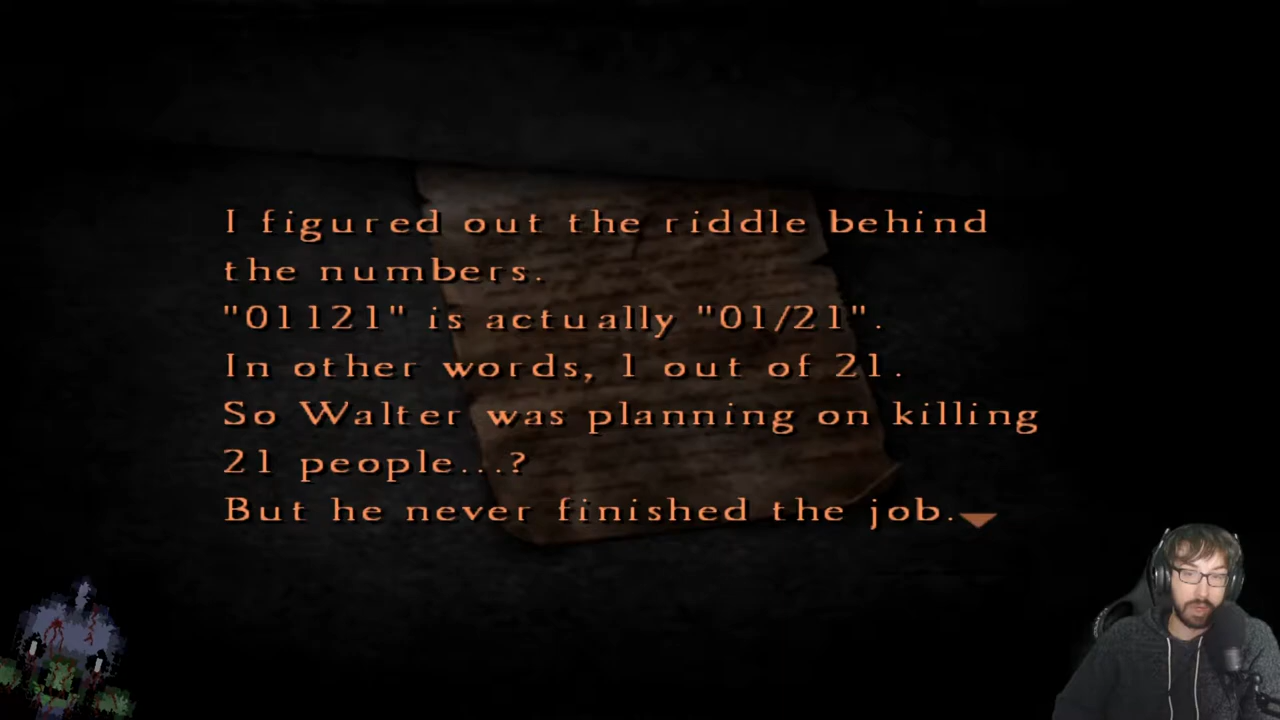 I figured out the riddle behind
the numbers.
"01121" is actually "01/21".
In other words, 1 out of 21.
So Walter was planning on killing
21 people...?
But he never finished the job.